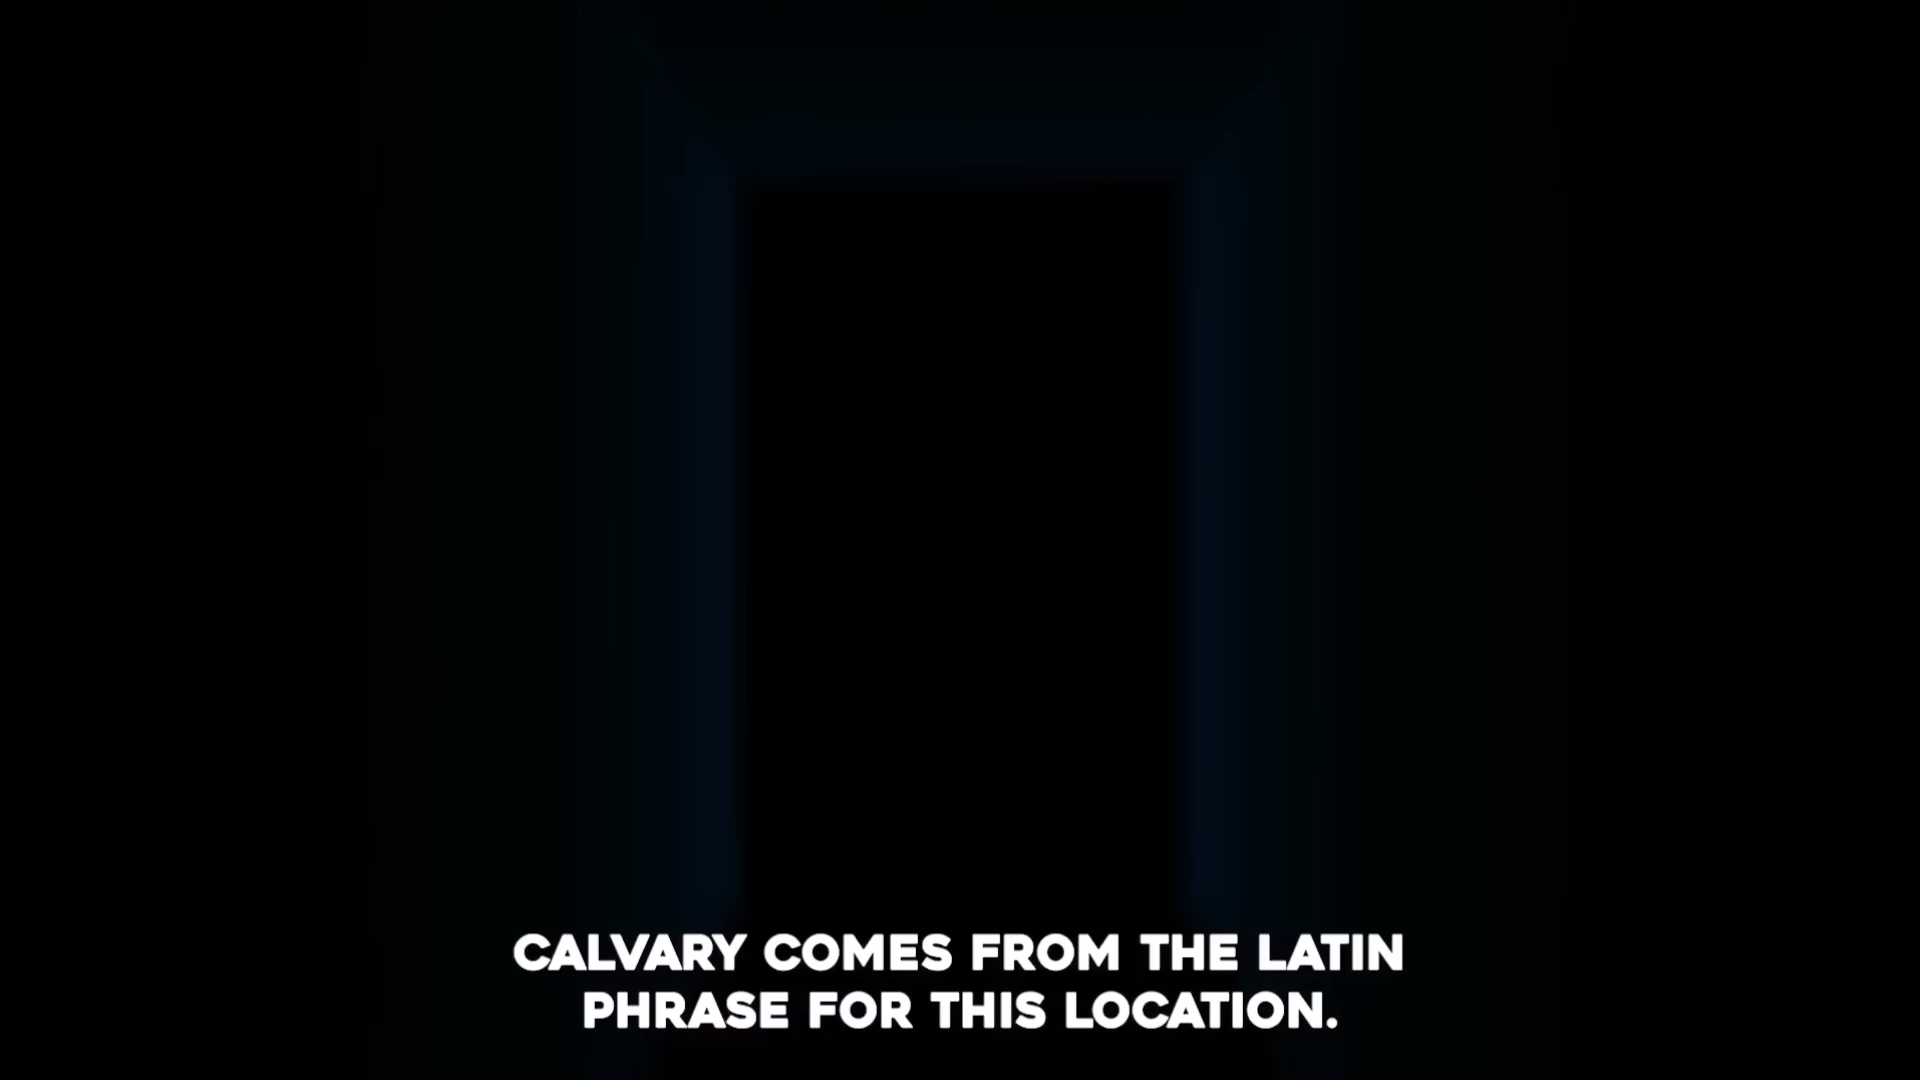 CALVARY COMES FROM THE LATIN
PHRASE FOR THIS LOCATION.